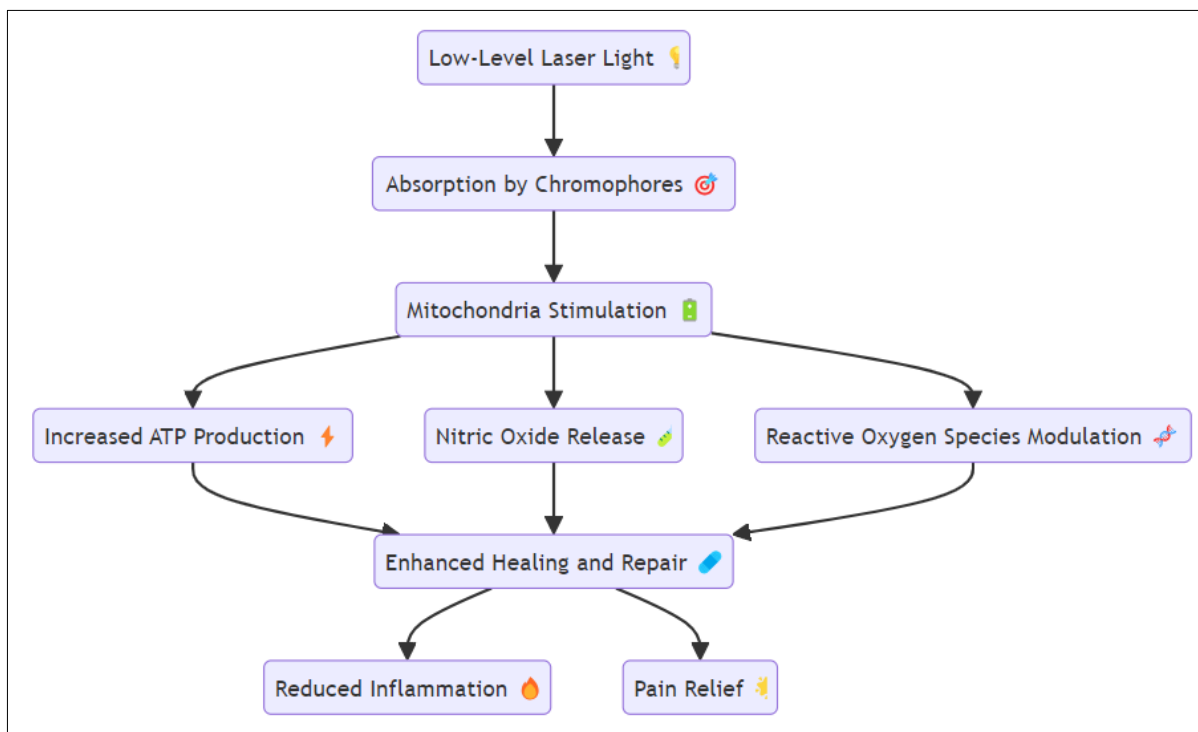 Low-Level Laser Light 💡
Absorption by Chromophores 🎯
Mitochondria Stimulation 🔋
Increased ATP Production ⚡
Nitric Oxide Release 🧪
Reactive Oxygen Species Modulation 🧬
Enhanced Healing and Repair 🩹
Reduced Inflammation 🔥
Pain Relief